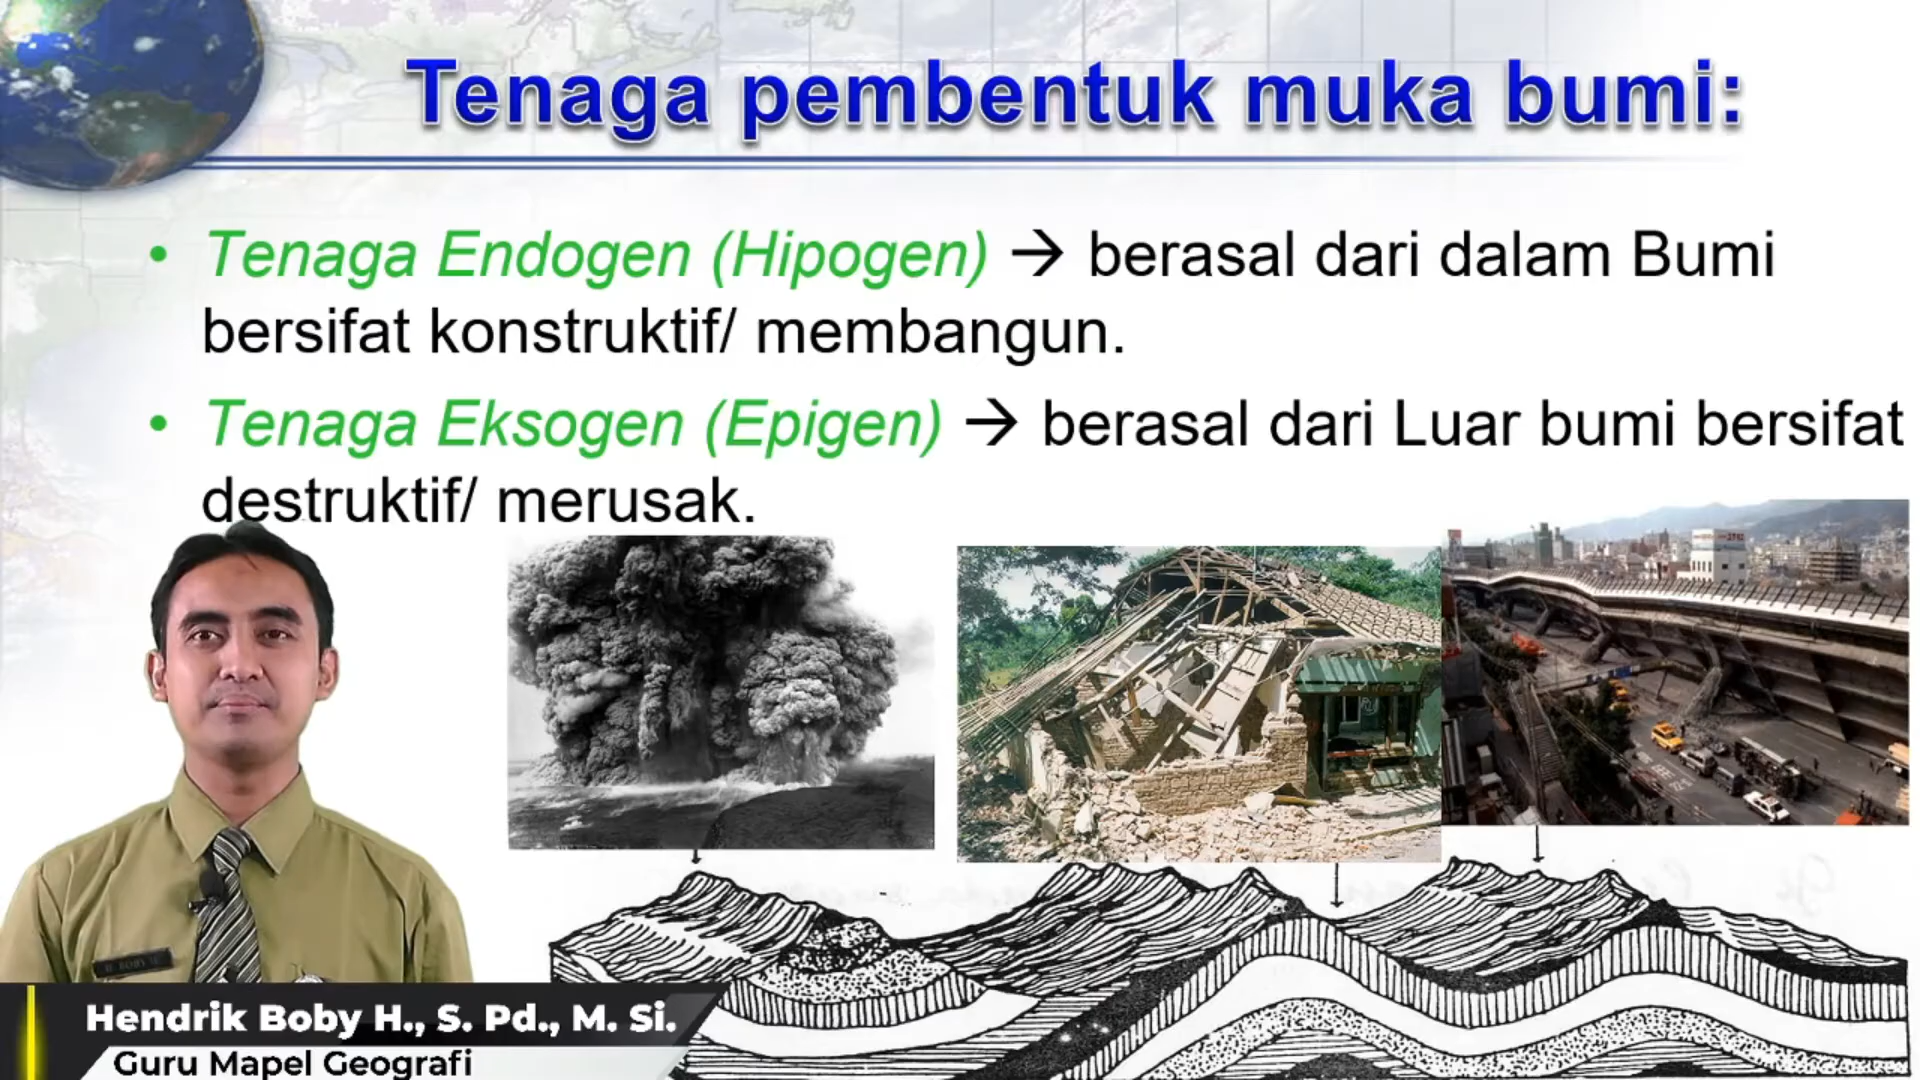 Tenaga pembentuk muka bumi:
• Tenaga Endogen (Hipogen) → berasal dari dalam Bumi
bersifat konstruktif/ membangun.
• Tenaga Eksogen (Epigen) → berasal dari Luar bumi bersifat
destruktif/ merusak.
Hendrik Boby H., S. Pd., M. Si.
Guru Mapel Geografi